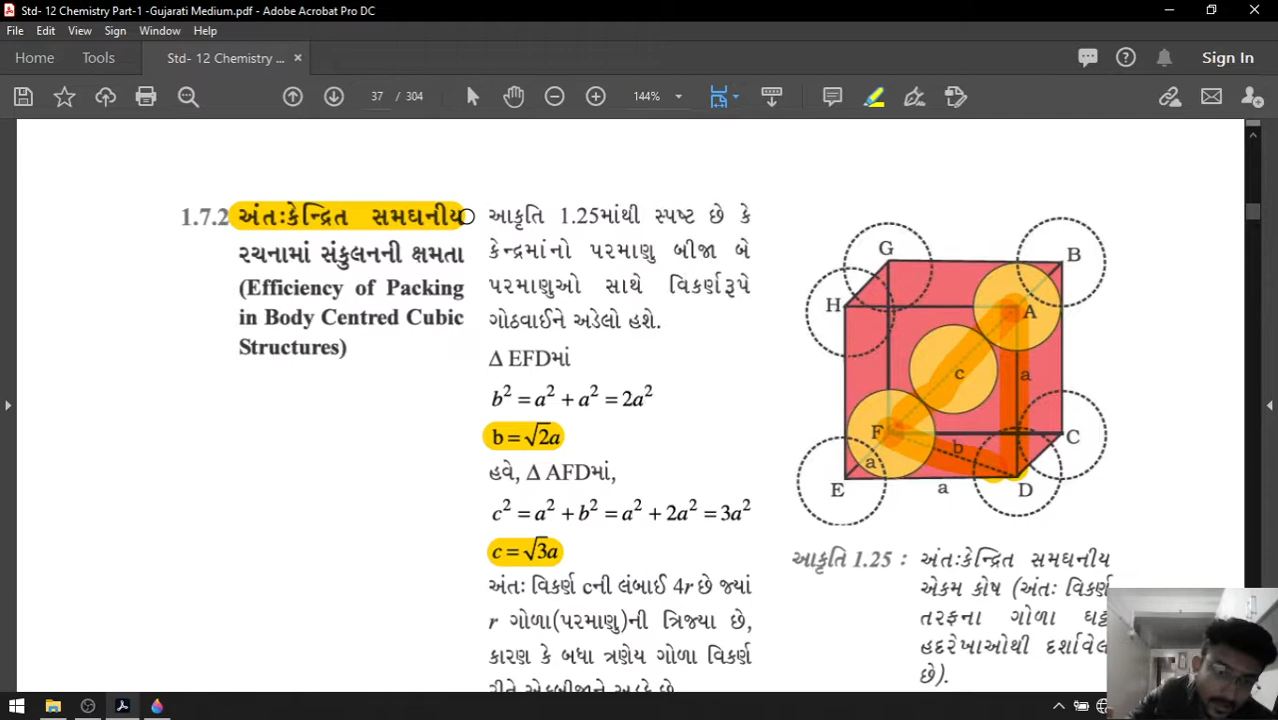 Std- 12 Chemistry Part-1 -Gujarati Medium.pdf - Adobe Acrobat Pro DC
File Edit View Sign Window Help
Home Tools Std- 12 Chemistry ... × Sign In
37 / 304 144%
1.7.2 અંતઃકેન્દ્રિત સમઘનીય
રચનામાં સંકુલનની ક્ષમતા
(Efficiency of Packing
in Body Centred Cubic
Structures)
આકૃતિ 1.25માંથી સ્પષ્ટ છે કે
કેન્દ્રમાંનો પરમાણુ બીજા બે
પરમાણુઓ સાથે વિકર્ણરૂપે
ગોઠવાઈને અડેલો હશે.
Δ EFDમાં
b² = a² + a² = 2a²
b = √2a
હવે, Δ AFDમાં,
c² = a² + b² = a² + 2a² = 3a²
c = √3a
અંતઃ વિકર્ણ cની લંબાઈ 4r છે જ્યાં
r ગોળા(પરમાણુ)ની ત્રિજ્યા છે,
કારણ કે બધા ત્રણેય ગોળા વિકર્ણ
રીતે એકબીજાને અડકે છે.
G B
H A
c a
F C
b
a
E a D
આકૃતિ 1.25 : અંતઃકેન્દ્રિત સમઘનીય
એકમ કોષ (અંતઃ વિકર્ણ
તરફના ગોળા ઘટ્ટ
હદરેખાઓથી દર્શાવેલ
છે).